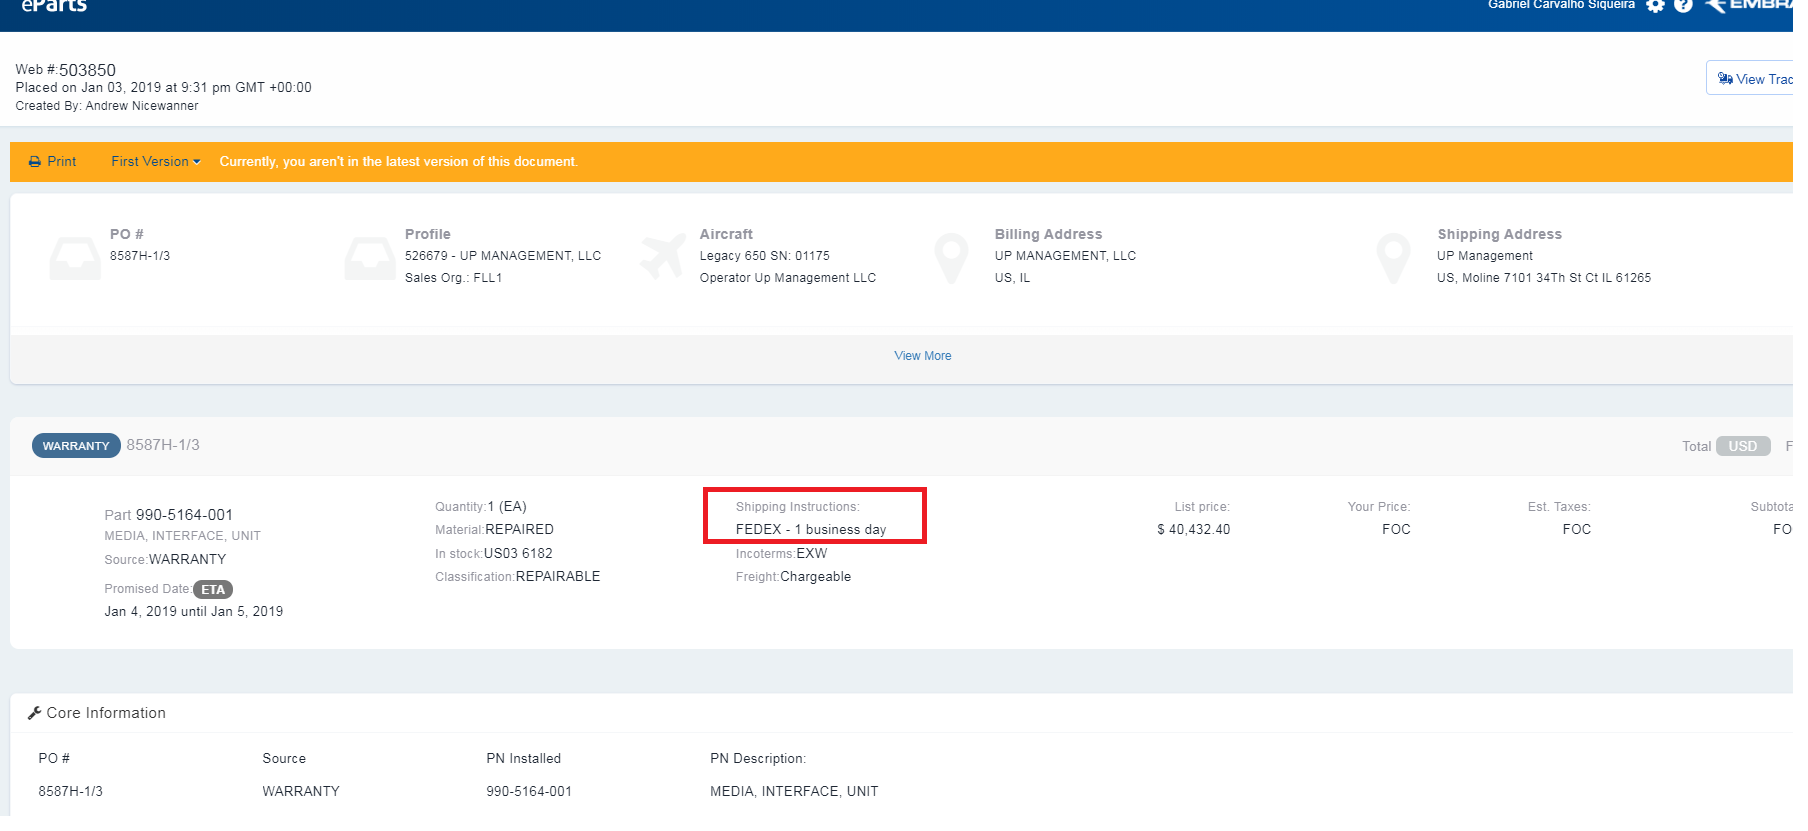 eParts
Gabriel Carvalho Siqueira
Web #:503850
Placed on Jan 03, 2019 at 9:31 pm GMT +00:00
Created By: Andrew Nicewanner
View Trac
Print First Version Currently, you aren't in the latest version of this document.
PO #
8587H-1/3
Profile
526679 - UP MANAGEMENT, LLC
Sales Org.: FLL1
Aircraft
Legacy 650 SN: 01175
Operator Up Management LLC
Billing Address
UP MANAGEMENT, LLC
US, IL
Shipping Address
UP Management
US, Moline 7101 34Th St Ct IL 61265
View More
WARRANTY 8587H-1/3
Total USD F
Part 990-5164-001
MEDIA, INTERFACE, UNIT
Source:WARRANTY
Promised Date:ETA
Jan 4, 2019 until Jan 5, 2019
Quantity:1 (EA)
Material:REPAIRED
In stock:US03 6182
Classification:REPAIRABLE
Shipping Instructions:
FEDEX - 1 business day
Incoterms:EXW
Freight:Chargeable
List price:
$ 40,432.40
Your Price:
FOC
Est. Taxes:
FOC
Subtota
FO
Core Information
PO # Source PN Installed PN Description:
8587H-1/3 WARRANTY 990-5164-001 MEDIA, INTERFACE, UNIT